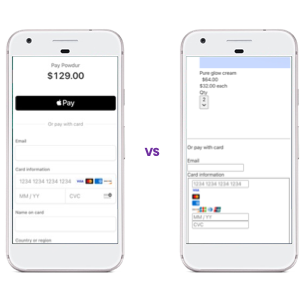 Pay Powdur
$129.00
Pay
Or pay with card
Email
Card information
1234 1234 1234 1234
MM / YY
CVC
Name on card
Country or region
VS
Pure glow cream
$64.00
$32.00 each
Qty
2
Or pay with card
Email
Card information
1234 1234 1234 1234
MM / YY
CVC